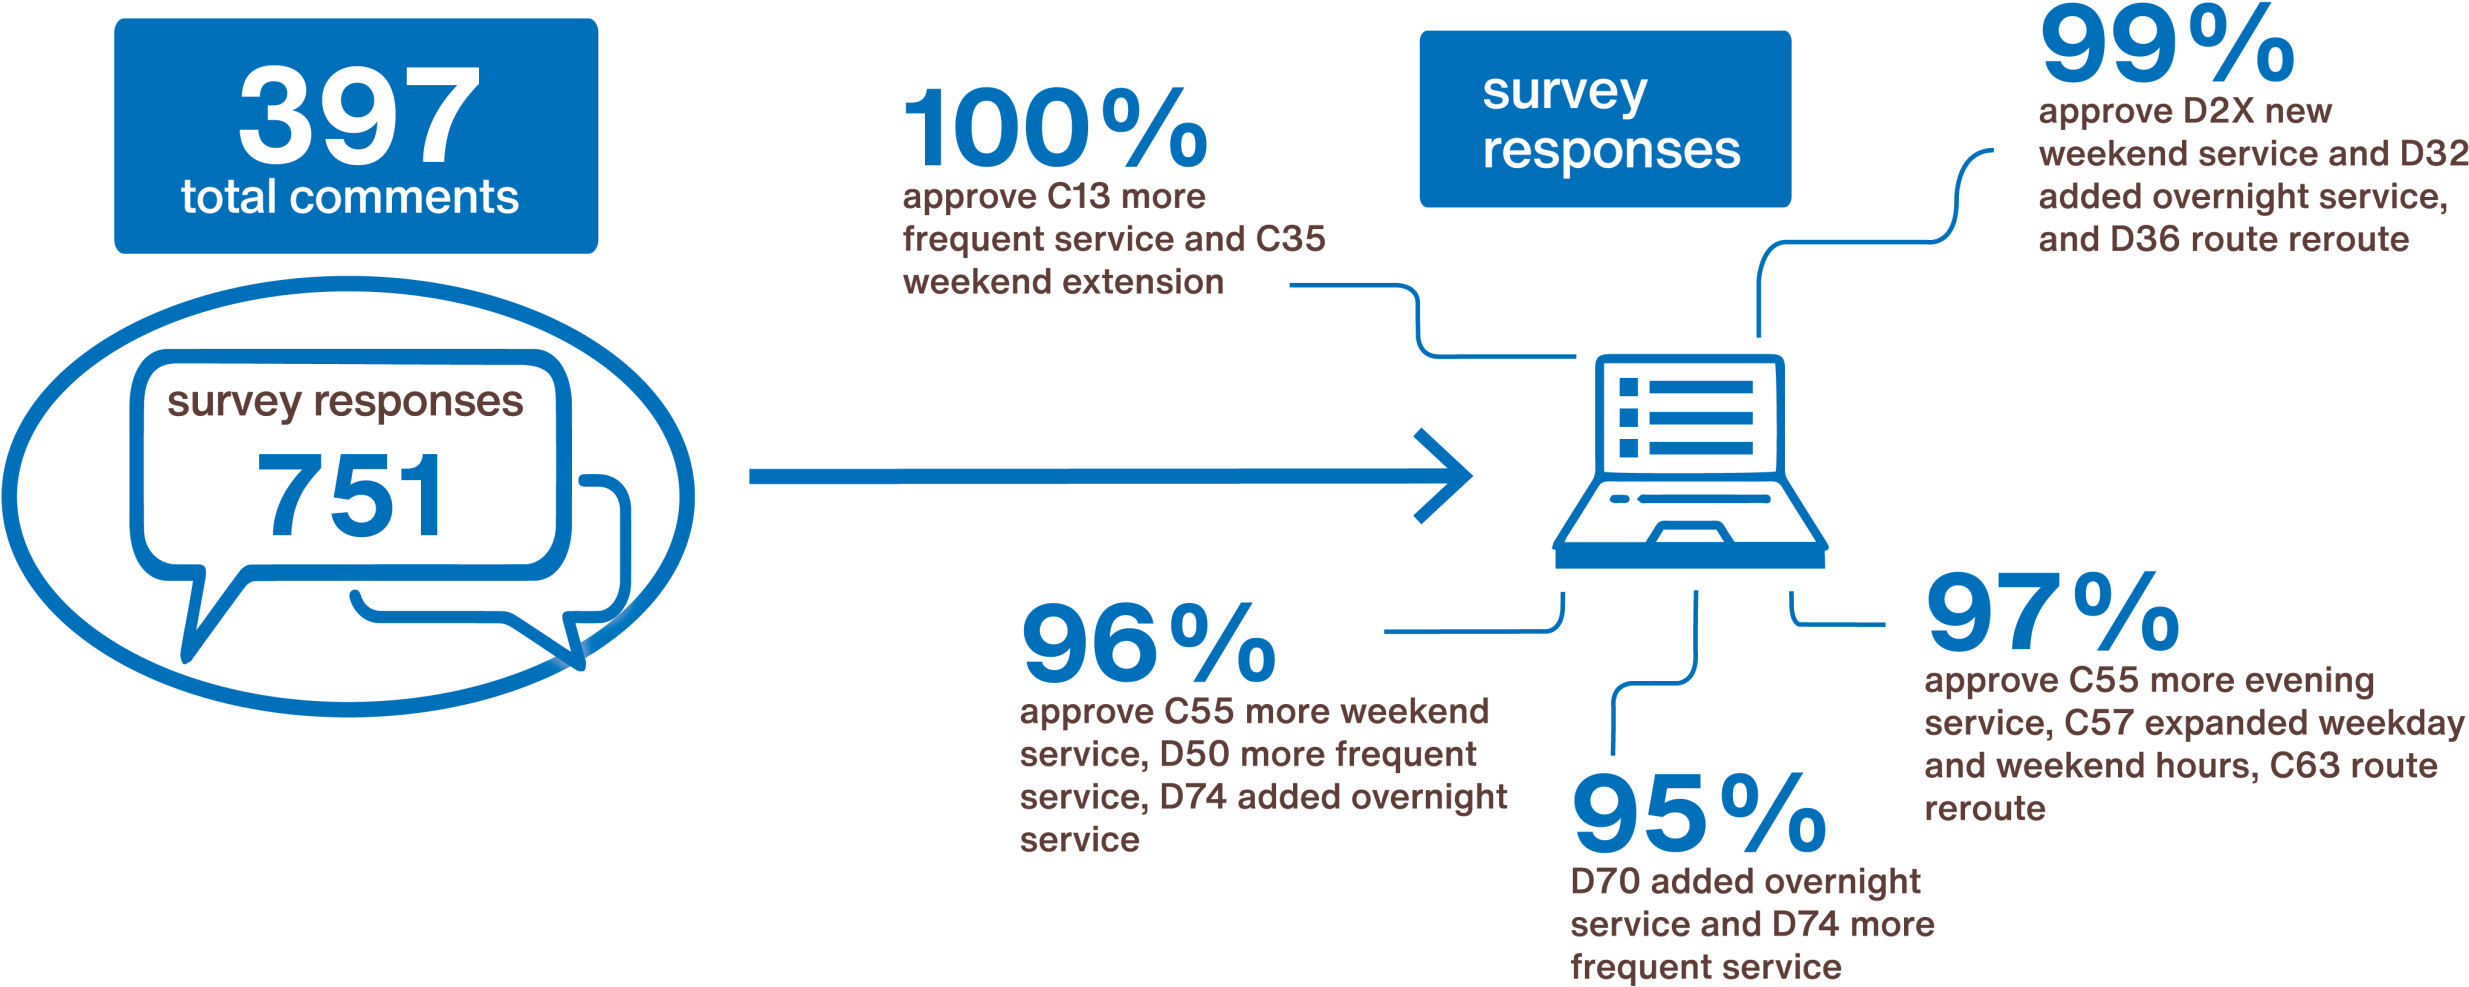 397
total comments
survey responses
751
100%
approve C13 more
frequent service and C35
weekend extension
survey
responses
99%
approve D2X new
weekend service and D32
added overnight service,
and D36 route reroute
96%
approve C55 more weekend
service, D50 more frequent
service, D74 added overnight
service
95%
D70 added overnight
service and D74 more
frequent service
97%
approve C55 more evening
service, C57 expanded weekday
and weekend hours, C63 route
reroute